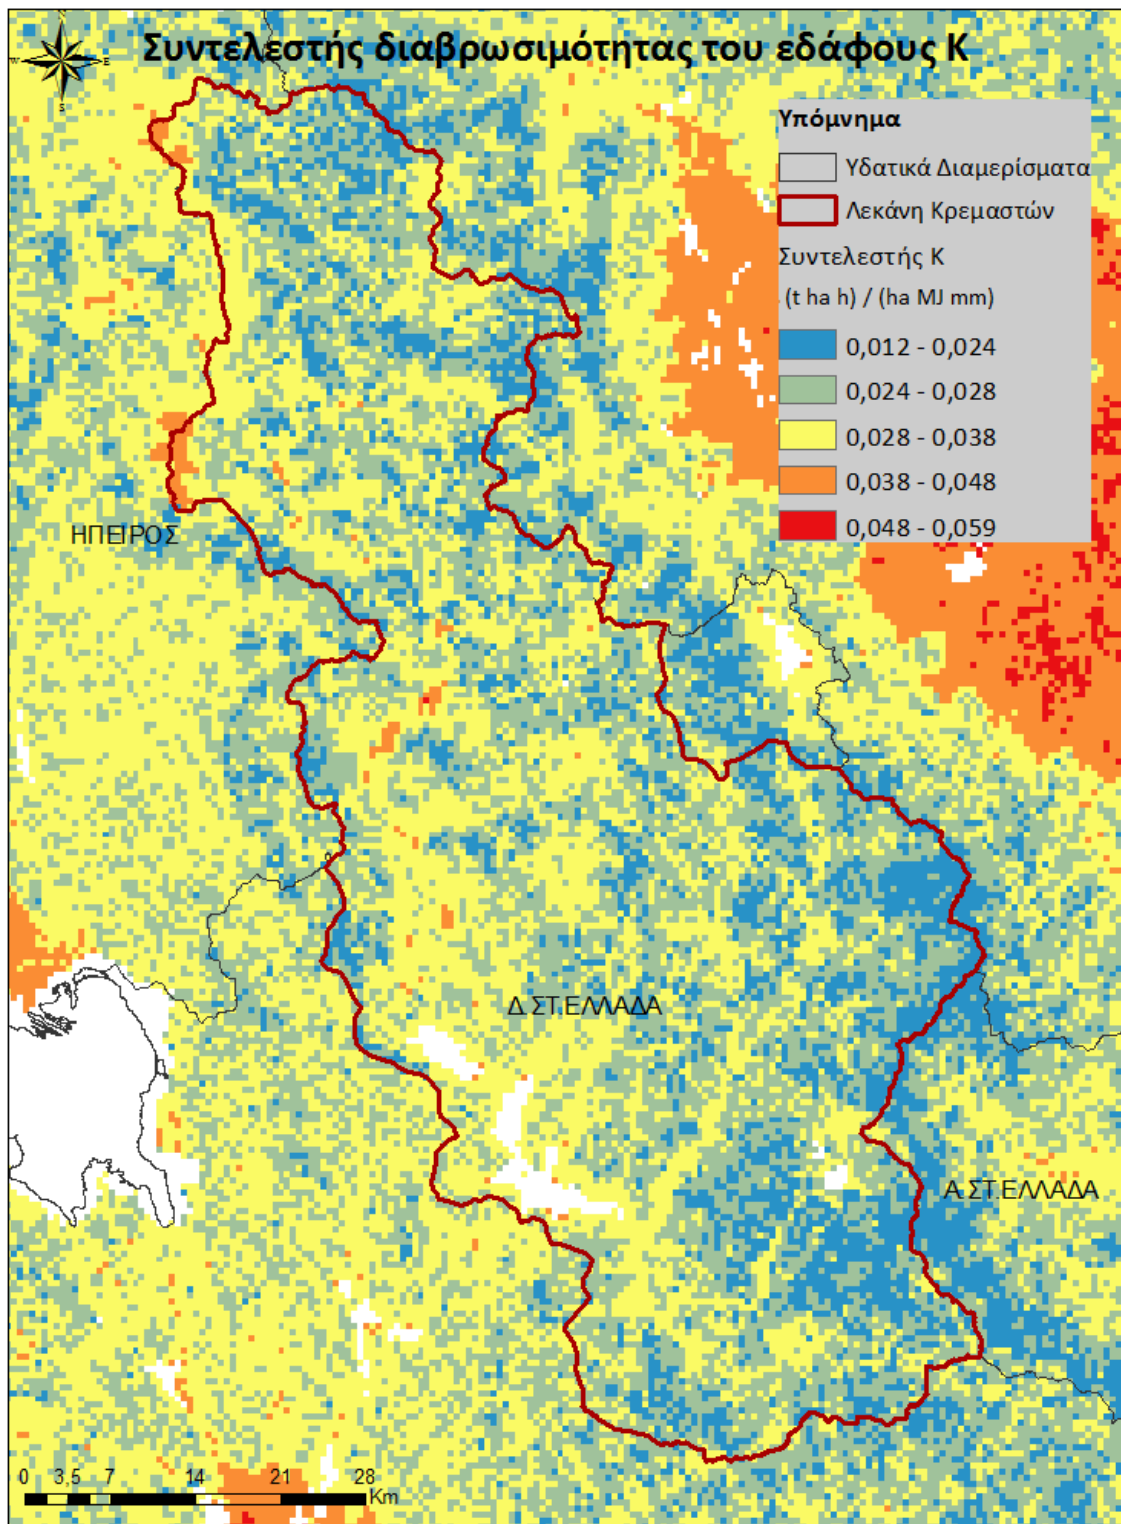 N
W E
S
Συντελεστής διαβρωσιμότητας του εδάφους K
Υπόμνημα
Υδατικά Διαμερίσματα
Λεκάνη Κρεμαστών
Συντελεστής K
(t ha h) / (ha MJ mm)
0,012 - 0,024
0,024 - 0,028
0,028 - 0,038
0,038 - 0,048
0,048 - 0,059
ΗΠΕΙΡΟΣ
Δ.ΣΤ.ΕΛΛΑΔΑ
Α.ΣΤ.ΕΛΛΑΔΑ
0 3,5 7 14 21 28
Km